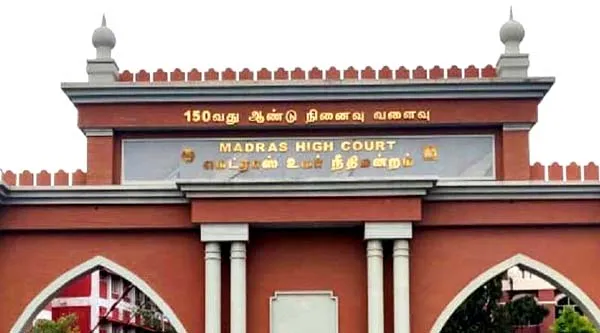 150வது ஆண்டு நினைவு வளைவு
MADRAS HIGH COURT
மெட்ராஸ் உயர் நீதிமன்றம்